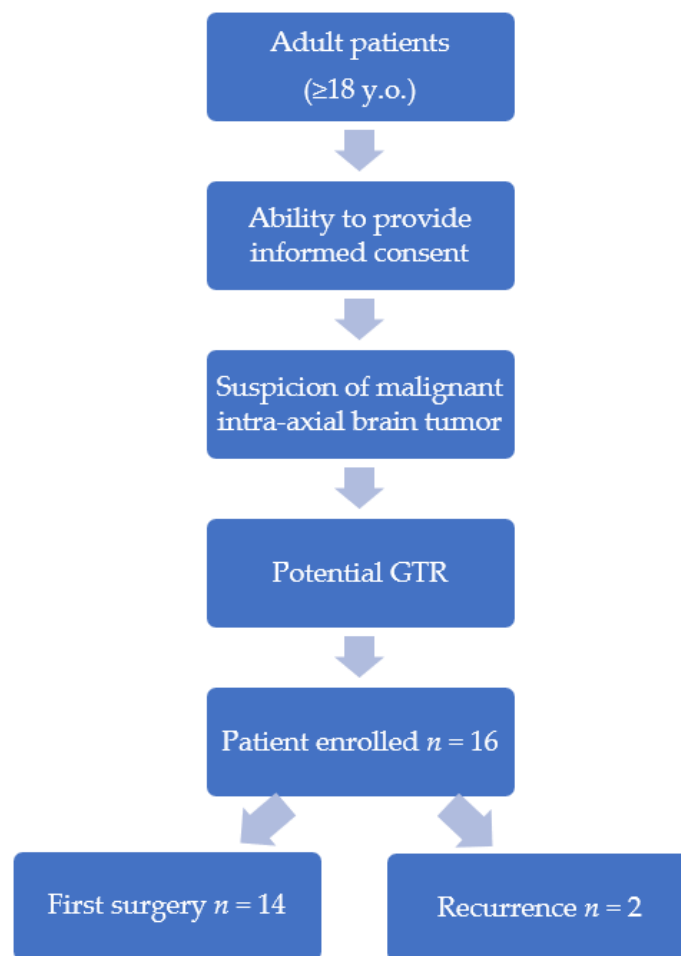 Adult patients
(≥18 y.o.)
Ability to provide
informed consent
Suspicion of malignant
intra-axial brain tumor
Potential GTR
Patient enrolled n = 16
First surgery n = 14
Recurrence n = 2